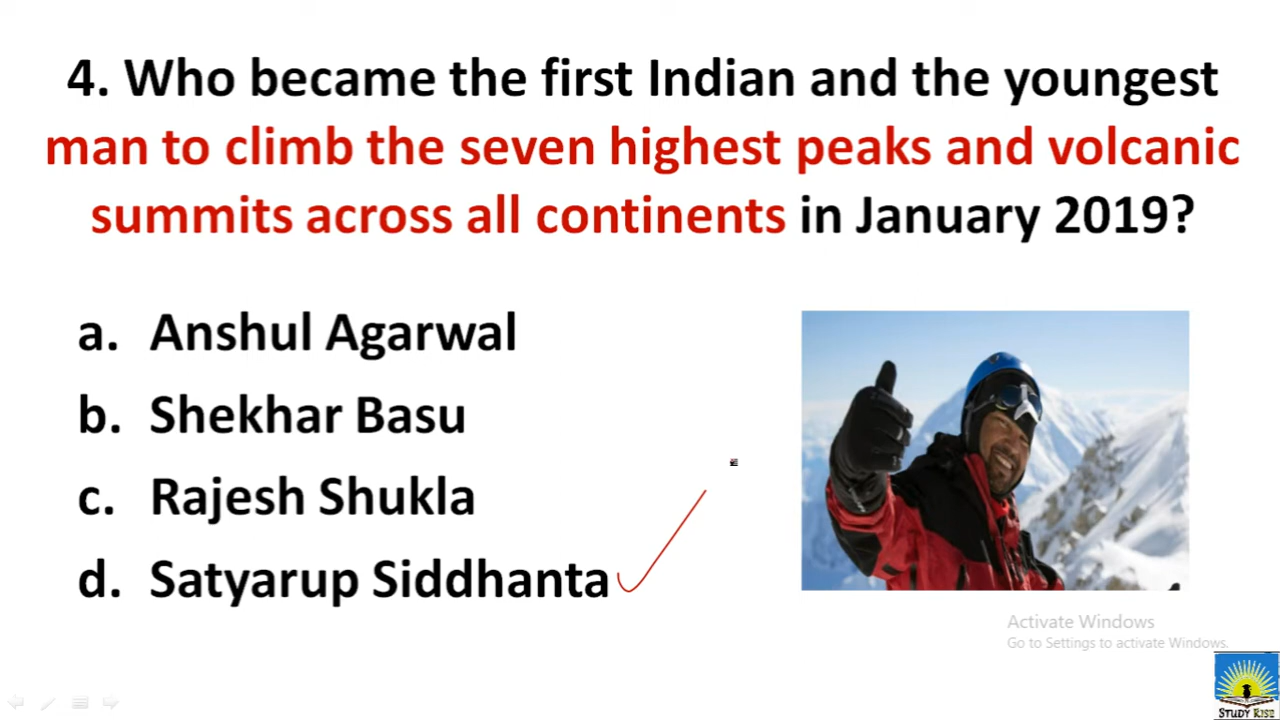 4. Who became the first Indian and the youngest
man to climb the seven highest peaks and volcanic
summits across all continents in January 2019?
a. Anshul Agarwal
b. Shekhar Basu
c. Rajesh Shukla
d. Satyarup Siddhanta
Activate Windows
Go to Settings to activate Windows.
STUDY RISE